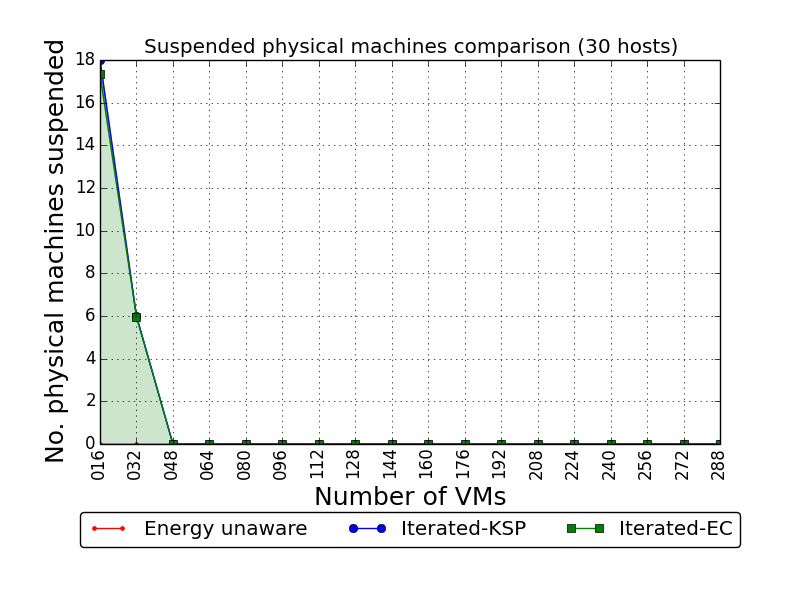 Suspended physical machines comparison (30 hosts)
No. physical machines suspended
18
16
14
12
10
8
6
4
2
0
016 032 048 064 080 096 112 128 144 160 176 192 208 224 240 256 272 288
Number of VMs
Energy unaware Iterated-KSP Iterated-EC